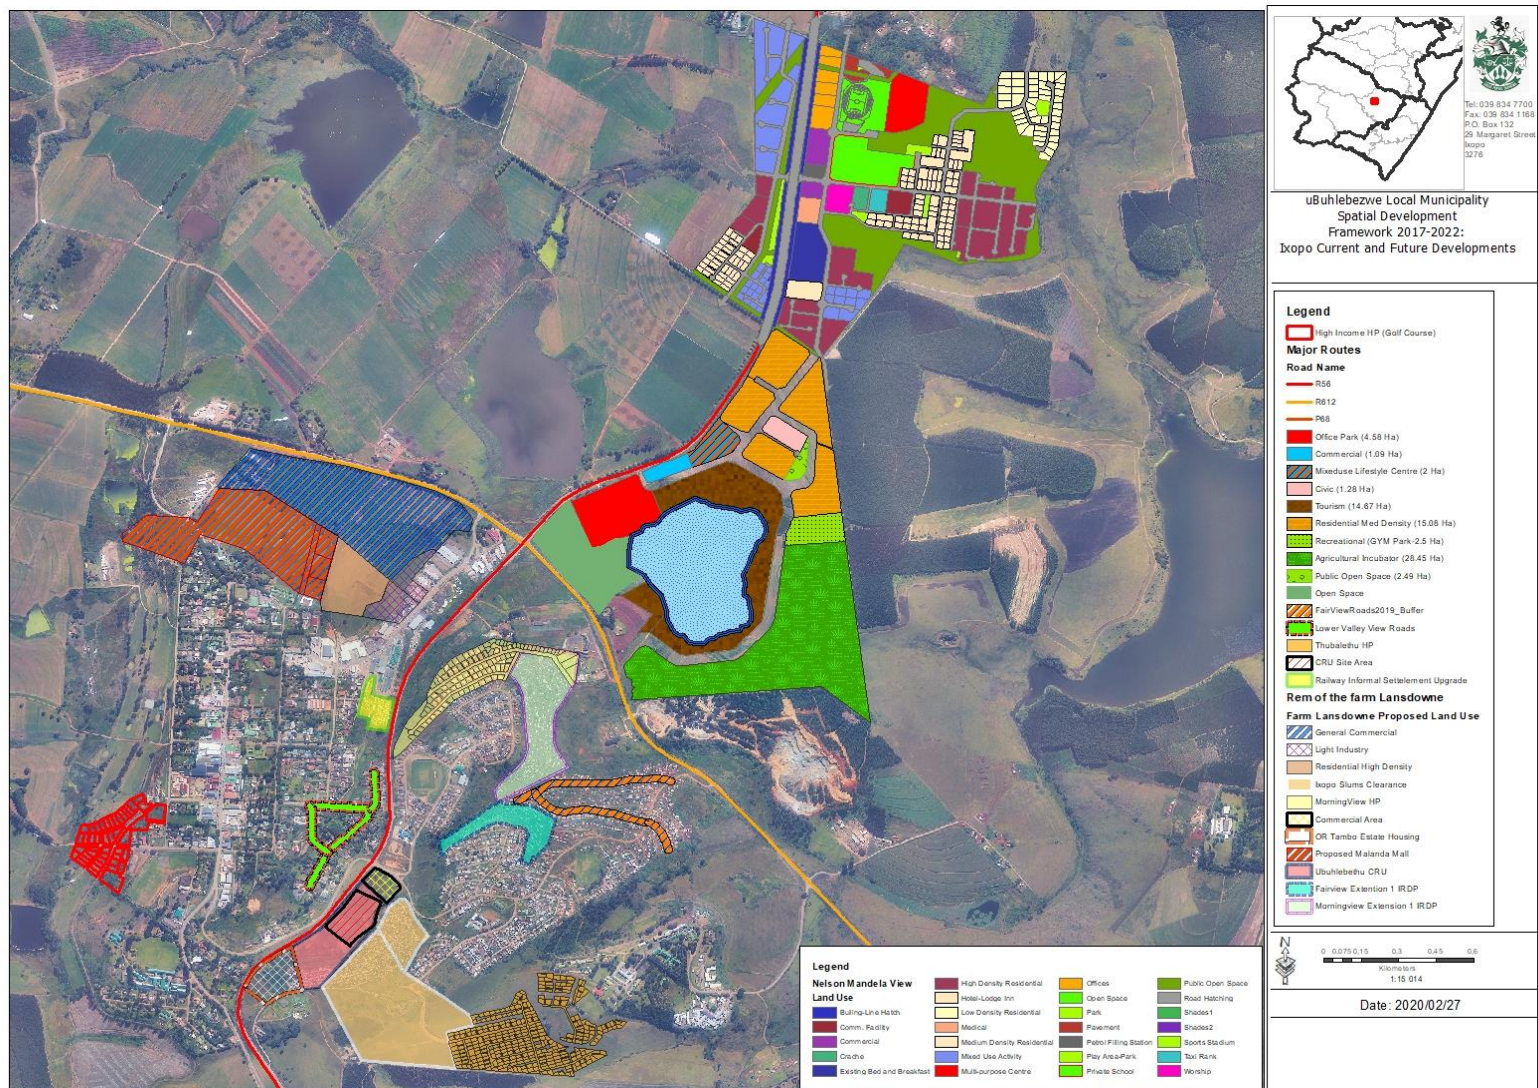 Tel: 039 834 7700
Fax: 039 834 1168
P.O. Box 132
29 Margaret Street
Ixopo
3276
uBuhlebezwe Local Municipality
Spatial Development
Framework 2017-2022:
Ixopo Current and Future Developments
Legend
High Income HP (Golf Course)
Major Routes
Road Name
R56
R612
P68
Office Park (4.58 Ha)
Commercial (1.09 Ha)
Mixeduse Lifestyle Centre (2 Ha)
Civic (1.28 Ha)
Tourism (14.67 Ha)
Residential Med Density (15.08 Ha)
Recreational (GYM Park-2.5 Ha)
Agricultural Incubator (28.45 Ha)
Public Open Space (2.49 Ha)
Open Space
FairViewRoads2019_Buffer
Lower Valley View Roads
Thubalethu HP
CRU Site Area
Railway Informal Settelement Upgrade
Rem of the farm Lansdowne
Farm Lansdowne Proposed Land Use
General Commercial
Light Industry
Residential High Density
Ixopo Slums Clearance
MorningView HP
Commercial Area
OR Tambo Estate Housing
Proposed Malanda Mall
Ubuhlebethu CRU
Fairview Extention 1 IRDP
Morningview Extension 1 IRDP
N
0 0,075 0,15 0,3 0,45 0,6
Kilometers
1:15 014
Date: 2020/02/27
Legend
Nelson Mandela View
Land Use
Builing-Line Hatch
Comm. Facility
Commercial
Creche
Existing Bed and Breakfast
High Density Residential
Hotel-Lodge Inn
Low Density Residential
Medical
Medium Density Residential
Mixed Use Activity
Multi-purpose Centre
Offices
Open Space
Park
Pavement
Petrol Filling Station
Play Area-Park
Private School
Public Open Space
Road Hatching
Shades1
Shades2
Sports Stadium
Taxi Rank
Worship